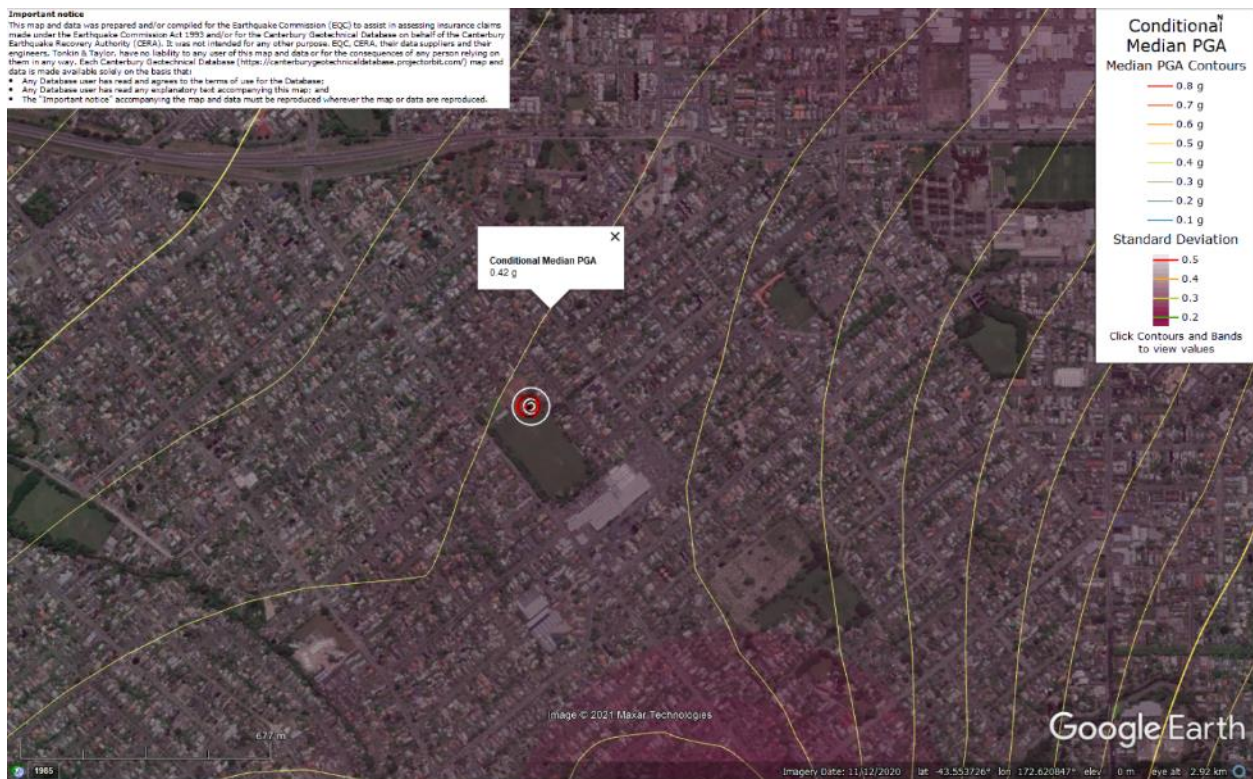 Important notice
This map and data was prepared and/or compiled for the Earthquake Commission (EQC) to assist in assessing insurance claims
made under the Earthquake Commission Act 1993 and/or for the Canterbury Geotechnical Database on behalf of the Canterbury
Earthquake Recovery Authority (CERA). It was not intended for any other purpose. EQC, CERA, their data suppliers and their
engineers, Tonkin & Taylor, have no liability to any user of this map and data or for the consequences of any person relying on
them in any way. Each Canterbury Geotechnical Database (https://canterburygeotechnicaldatabase.projectorbit.com/) map and
data is made available solely on the basis that:
• Any Database user has read and agrees to the terms of use for the Database;
• Any Database user has read any explanatory text accompanying this map; and
• The "Important notice" accompanying the map and data must be reproduced wherever the map or data are reproduced.
N
Conditional
Median PGA
Median PGA Contours
0.8 g
0.7 g
0.6 g
0.5 g
0.4 g
0.3 g
0.2 g
0.1 g
Standard Deviation
0.5
0.4
0.3
0.2
Click Contours and Bands
to view values
Conditional Median PGA
0.42 g
Image © 2021 Maxar Technologies
Google Earth
677 m
1985
Imagery Date: 11/12/2020 lat -43.553726° lon 172.620847° elev 0 m eye alt 2.92 km